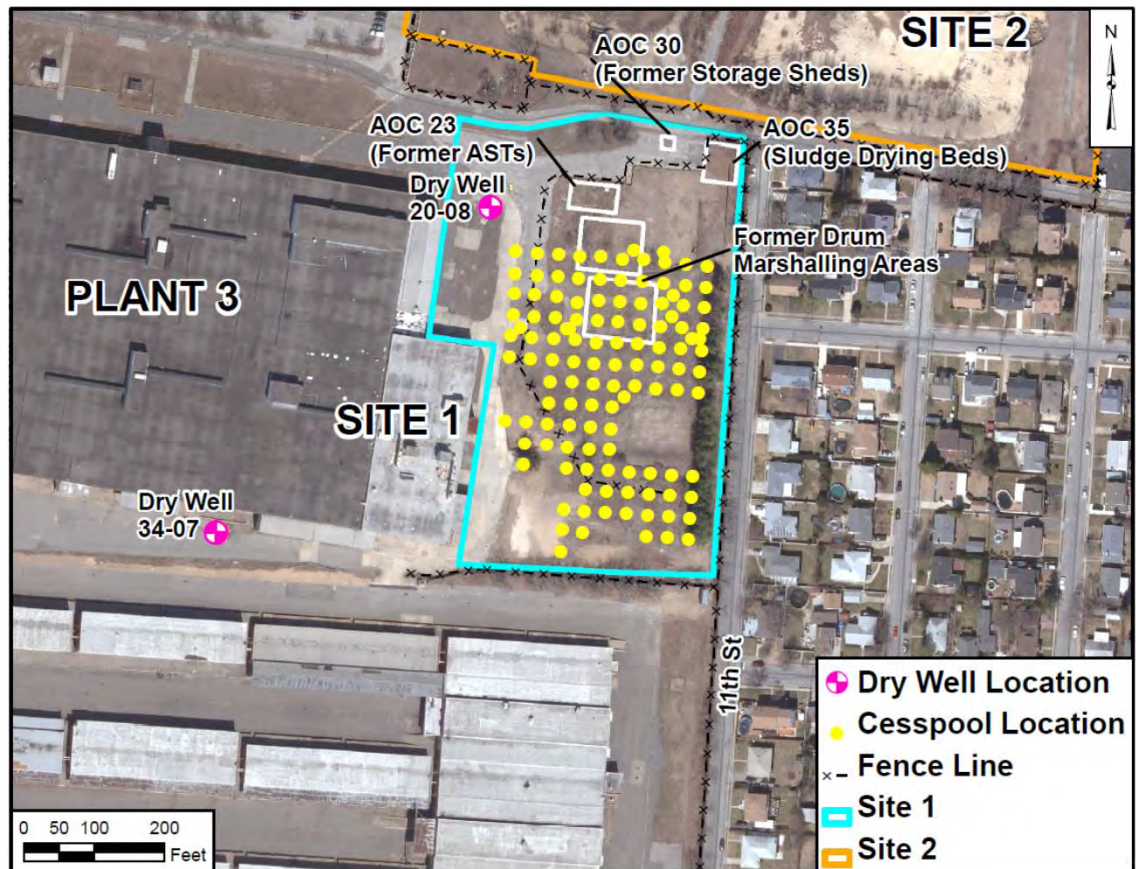 SITE 2
N
AOC 30
(Former Storage Sheds)
AOC 23
(Former ASTs)
AOC 35
(Sludge Drying Beds)
Dry Well
20-08
Former Drum
Marshalling Areas
PLANT 3
SITE 1
Dry Well
34-07
11th St
Dry Well Location
Cesspool Location
Fence Line
Site 1
Site 2
0 50 100 200
Feet